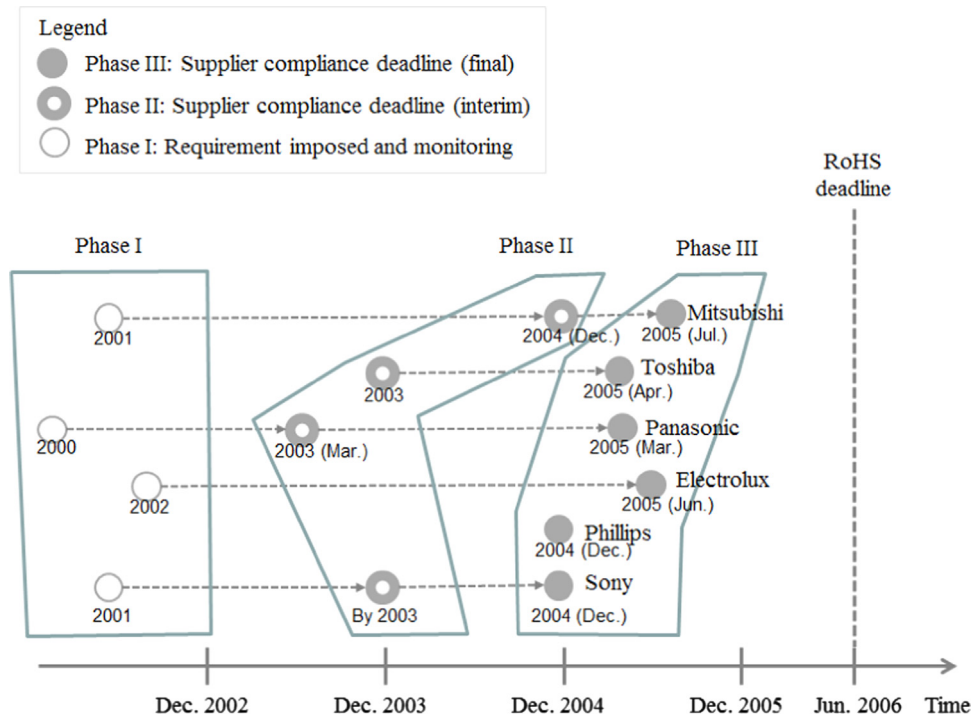 Legend
Phase III: Supplier compliance deadline (final)
Phase II: Supplier compliance deadline (interim)
Phase I: Requirement imposed and monitoring
RoHS
deadline
Phase I
Phase II
Phase III
Mitsubishi
2001
2004 (Dec.)
2005 (Jul.)
Toshiba
2003
2005 (Apr.)
Panasonic
2000
2003 (Mar.)
2005 (Mar.)
Electrolux
2002
2005 (Jun.)
Phillips
2004 (Dec.)
Sony
2001
By 2003
2004 (Dec.)
Dec. 2002
Dec. 2003
Dec. 2004
Dec. 2005
Jun. 2006
Time